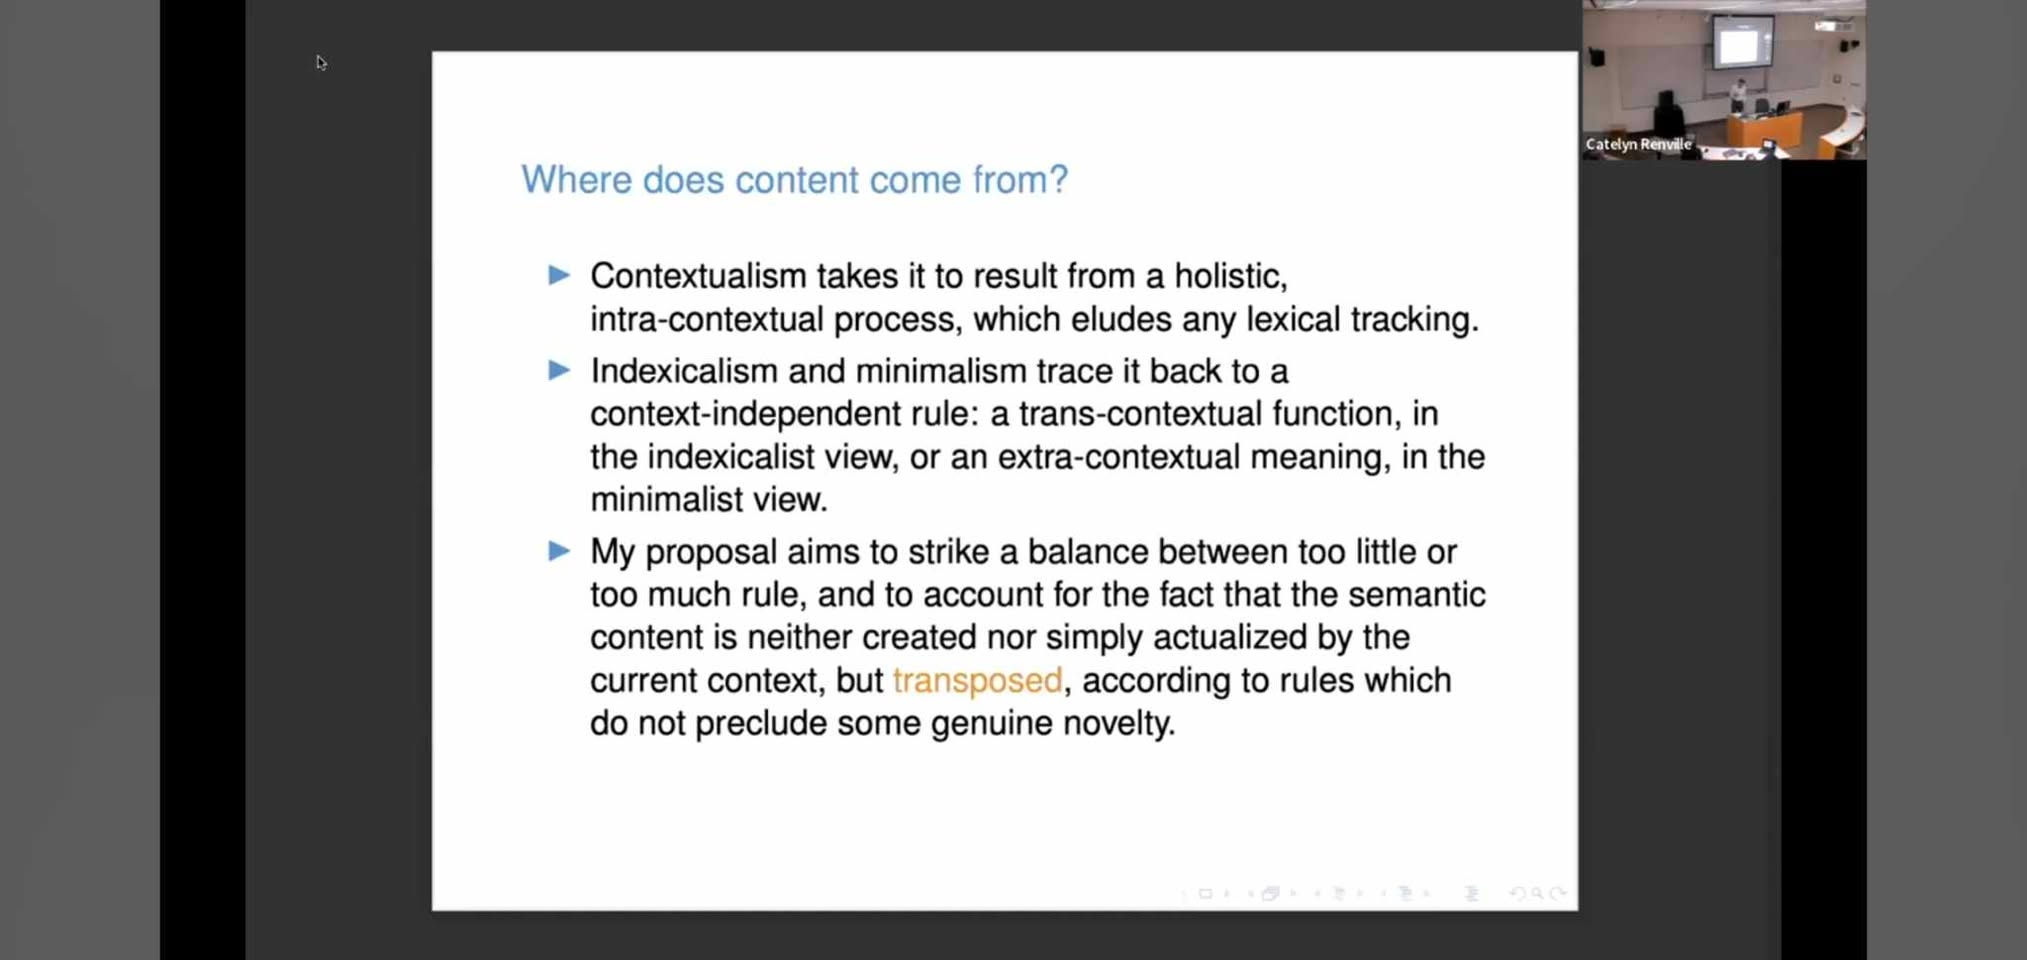 Catelyn Renville
Where does content come from?
Contextualism takes it to result from a holistic,
intra-contextual process, which eludes any lexical tracking.
Indexicalism and minimalism trace it back to a
context-independent rule: a trans-contextual function, in
the indexicalist view, or an extra-contextual meaning, in the
minimalist view.
My proposal aims to strike a balance between too little or
too much rule, and to account for the fact that the semantic
content is neither created nor simply actualized by the
current context, but transposed, according to rules which
do not preclude some genuine novelty.